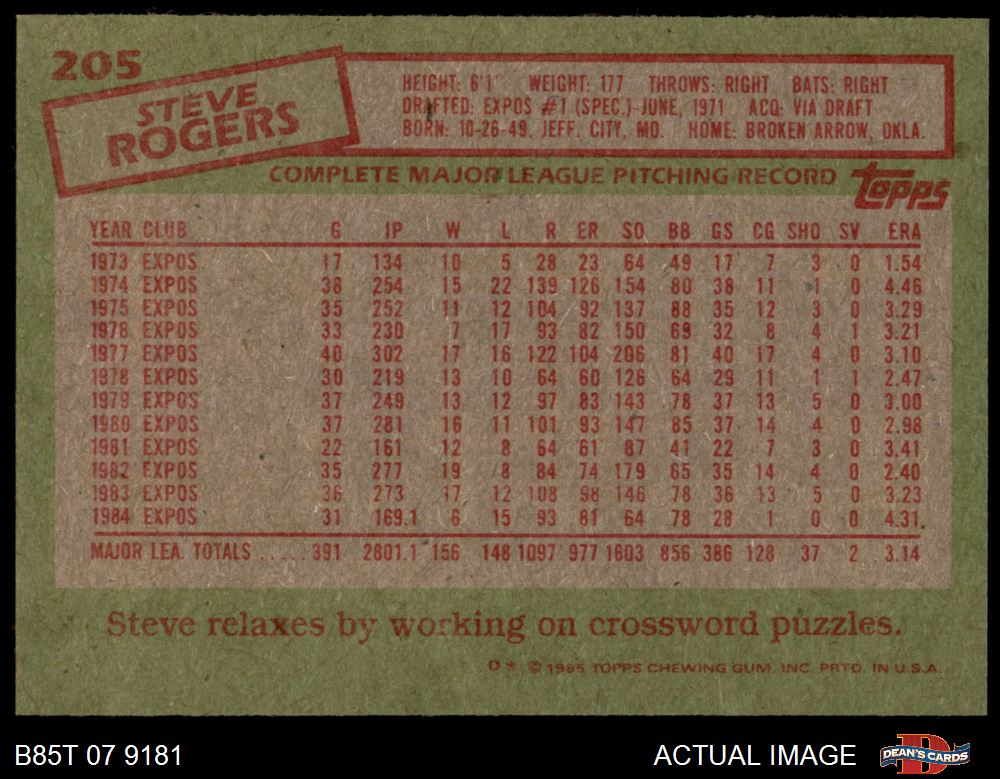 205
STEVE
ROGERS
HEIGHT: 6'1" WEIGHT: 177 THROWS: RIGHT BATS: RIGHT
DRAFTED: EXPOS #1 (SPEC.)-JUNE, 1971 ACQ: VIA DRAFT
BORN: 10-26-49, JEFF. CITY, MO. HOME: BROKEN ARROW, OKLA.
COMPLETE MAJOR LEAGUE PITCHING RECORD
topps
YEAR CLUB G IP W L R ER SO BB GS CG SHO SV ERA
1973 EXPOS 17 134 10 5 28 23 64 49 17 7 3 0 1.54
1974 EXPOS 38 254 15 22 139 126 154 80 38 11 1 0 4.46
1975 EXPOS 35 252 11 12 104 92 137 88 35 12 3 0 3.29
1976 EXPOS 33 230 7 17 93 82 150 69 32 8 4 1 3.21
1977 EXPOS 40 302 17 16 122 104 206 81 40 17 4 0 3.10
1978 EXPOS 30 219 13 10 64 60 126 64 29 11 1 1 2.47
1979 EXPOS 37 249 13 12 97 83 143 78 37 13 5 0 3.00
1980 EXPOS 37 281 16 11 101 93 147 85 37 14 4 0 2.98
1981 EXPOS 22 161 12 8 64 61 87 41 22 7 3 0 3.41
1982 EXPOS 35 277 19 8 84 74 179 65 35 14 4 0 2.40
1983 EXPOS 36 273 17 12 108 98 146 78 36 13 5 0 3.23
1984 EXPOS 31 169.1 6 15 93 81 64 78 28 1 0 0 4.31
MAJOR LEA. TOTALS ...... 391 2801.1 156 148 1097 977 1603 856 386 128 37 2 3.14
Steve relaxes by working on crossword puzzles.
D* © 1985 TOPPS CHEWING GUM, INC. PRTD. IN U.S.A.
B85T 07 9181
ACTUAL IMAGE
DEAN'S CARDS